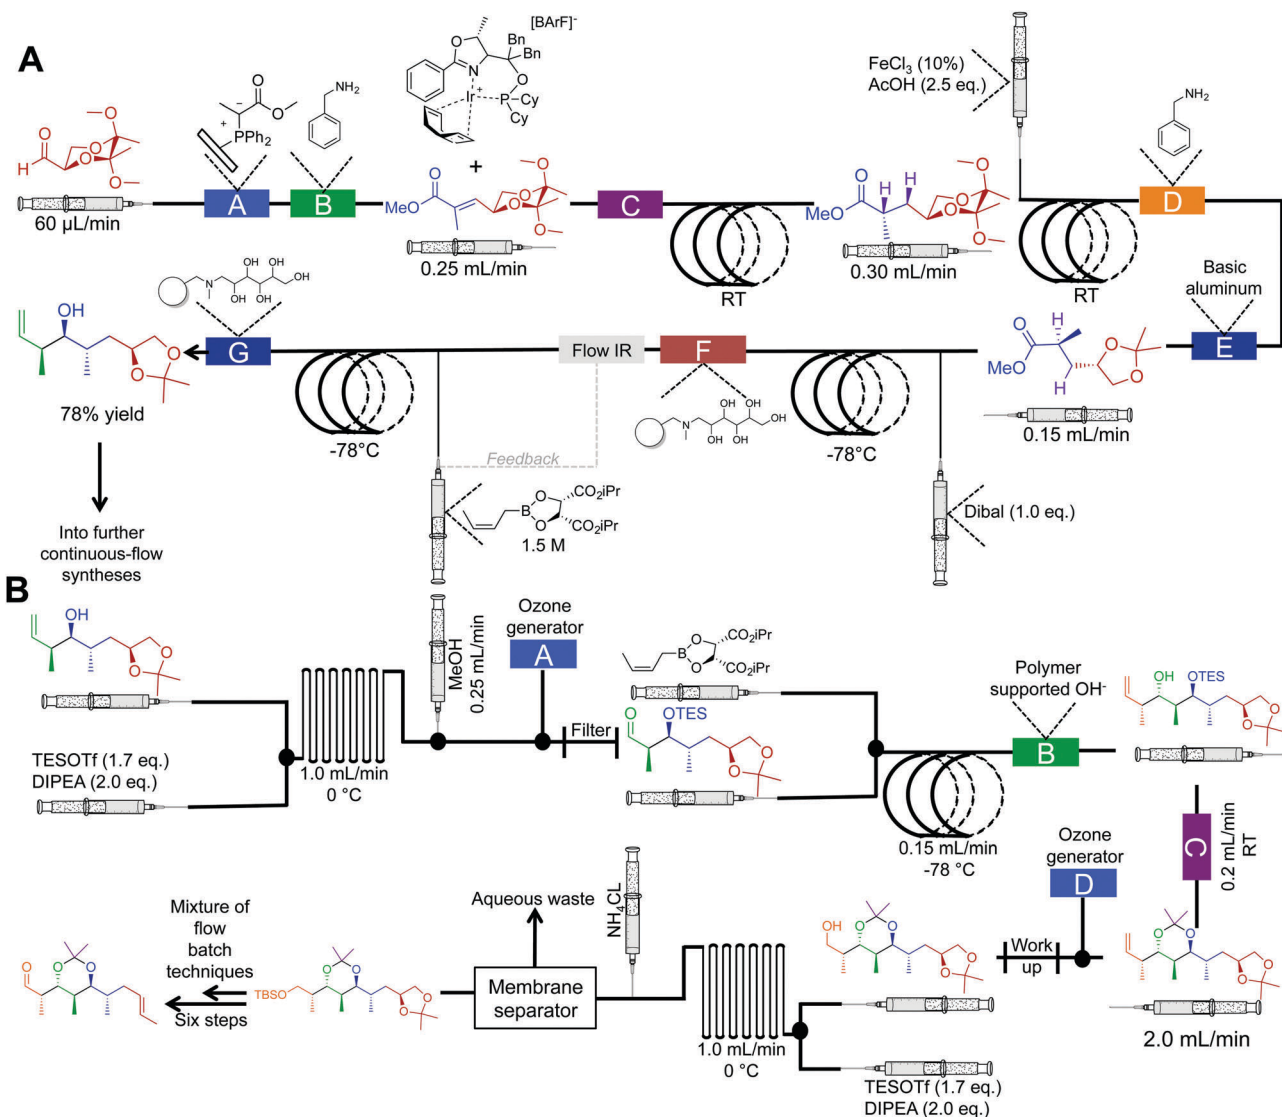 A
[BArF]-
Bn
Bn
O
N
O
Ir+
P
Cy
Cy
FeCl3 (10%)
AcOH (2.5 eq.)
NH2
O
O
-
+
PPh2
NH2
O
H
O
O
O
O
60 µL/min
A
B
+
O
MeO
O
O
O
O
0.25 mL/min
C
RT
O
H
H
MeO
O
O
O
O
0.30 mL/min
RT
D
Basic
aluminum
E
O
H
MeO
H
O
O
0.15 mL/min
Dibal (1.0 eq.)
-78°C
F
N
OH
OH
OH
OH
OH
Flow IR
Feedback
B
O
O
CO2iPr
CO2iPr
1.5 M
-78°C
G
N
OH
OH
OH
OH
OH
OH
O
O
78% yield
Into further
continuous-flow
syntheses
B
OH
O
O
TESOTf (1.7 eq.)
DIPEA (2.0 eq.)
1.0 mL/min
0 °C
MeOH
0.25 mL/min
Ozone
generator
A
Filter
B
O
O
CO2iPr
CO2iPr
O
OTES
O
O
0.15 mL/min
-78 °C
Polymer
supported OH-
B
OH
OTES
O
O
C
0.2 mL/min
RT
O
O
O
O
2.0 mL/min
Ozone
generator
D
Work
up
OH
O
O
O
O
TESOTf (1.7 eq.)
DIPEA (2.0 eq.)
1.0 mL/min
0 °C
NH4CL
Aqueous waste
Membrane
separator
TBSO
O
O
O
O
Mixture of
flow
batch
techniques
Six steps
O
O
O